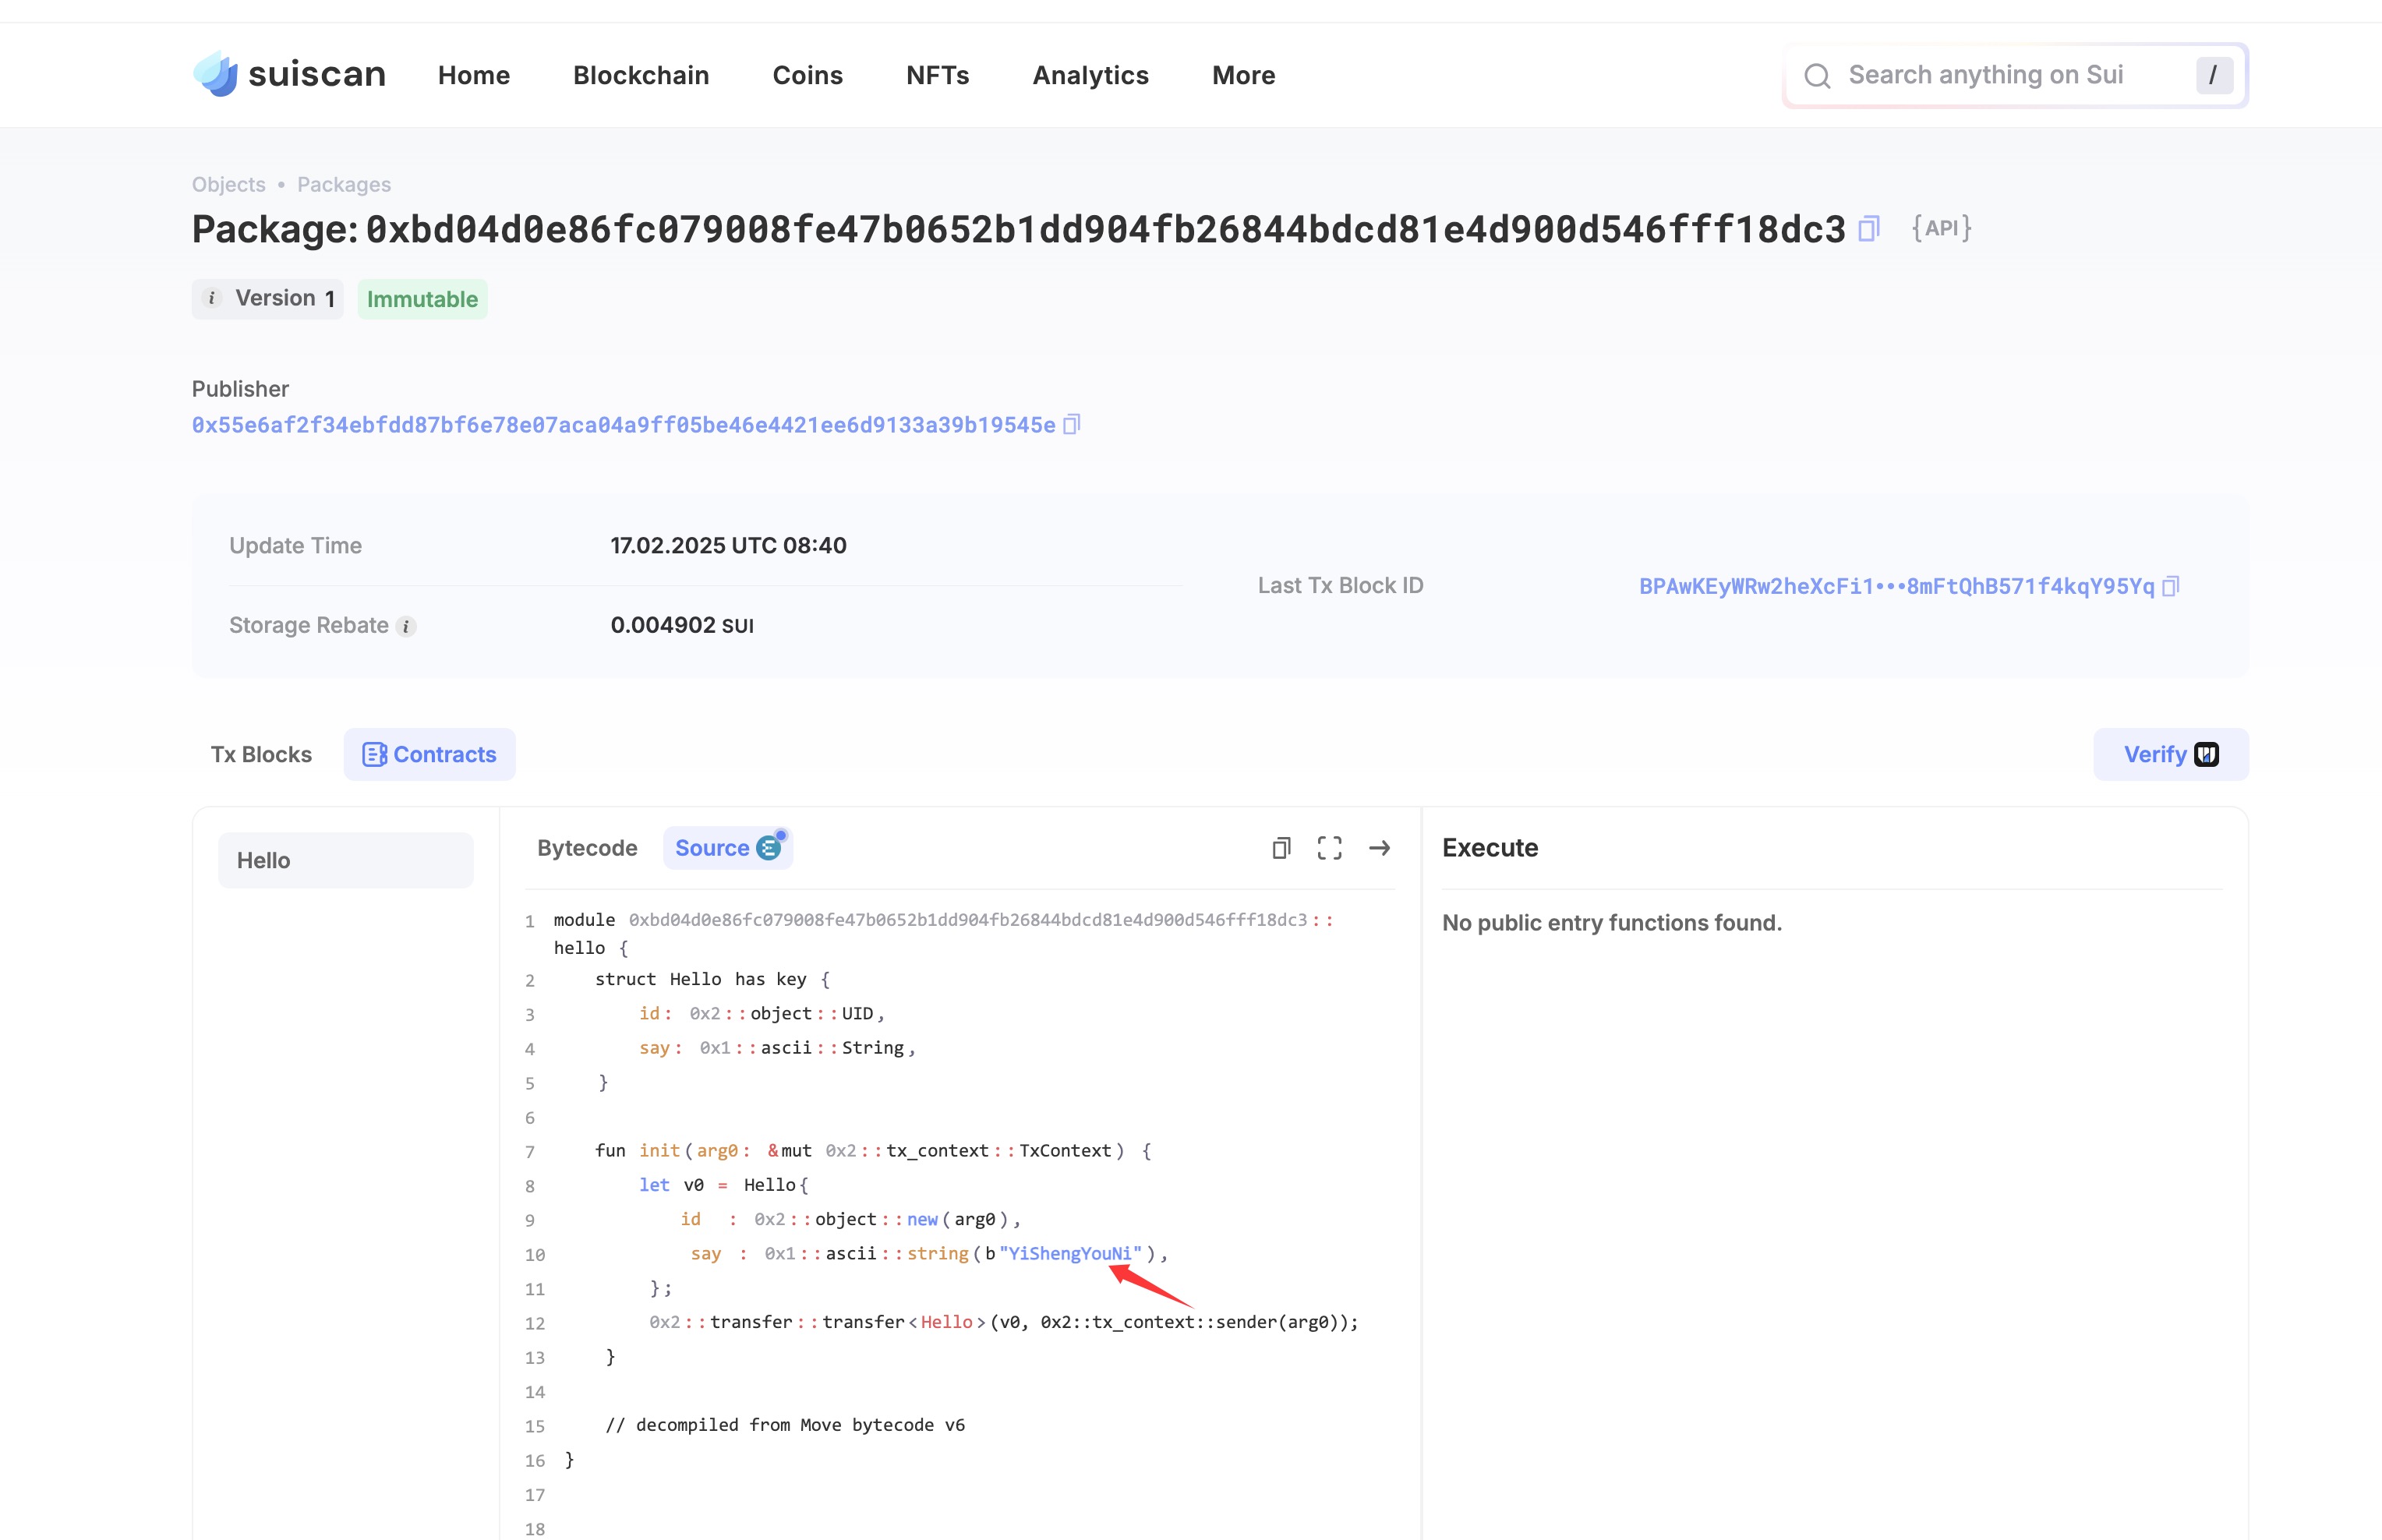 suiscan Home Blockchain Coins NFTs Analytics More Search anything on Sui /
Objects • Packages
Package: 0xbd04d0e86fc079008fe47b0652b1dd904fb26844bdcd81e4d900d546fff18dc3 {API}
i Version 1 Immutable
Publisher
0x55e6af2f34ebfdd87bf6e78e07aca04a9ff05be46e4421ee6d9133a39b19545e
Update Time 17.02.2025 UTC 08:40
Last Tx Block ID BPAwKEyWRw2heXcFi1•••8mFtQhB571f4kqY95Yq
Storage Rebate i 0.004902 SUI
Tx Blocks Contracts Verify
Hello
Bytecode Source
1 module 0xbd04d0e86fc079008fe47b0652b1dd904fb26844bdcd81e4d900d546fff18dc3::
hello {
2 struct Hello has key {
3 id: 0x2::object::UID,
4 say: 0x1::ascii::String,
5 }
6
7 fun init(arg0: &mut 0x2::tx_context::TxContext) {
8 let v0 = Hello{
9 id : 0x2::object::new(arg0),
10 say : 0x1::ascii::string(b"YiShengYouNi"),
11 };
12 0x2::transfer::transfer<Hello>(v0, 0x2::tx_context::sender(arg0));
13 }
14
15 // decompiled from Move bytecode v6
16 }
17
18
Execute
No public entry functions found.